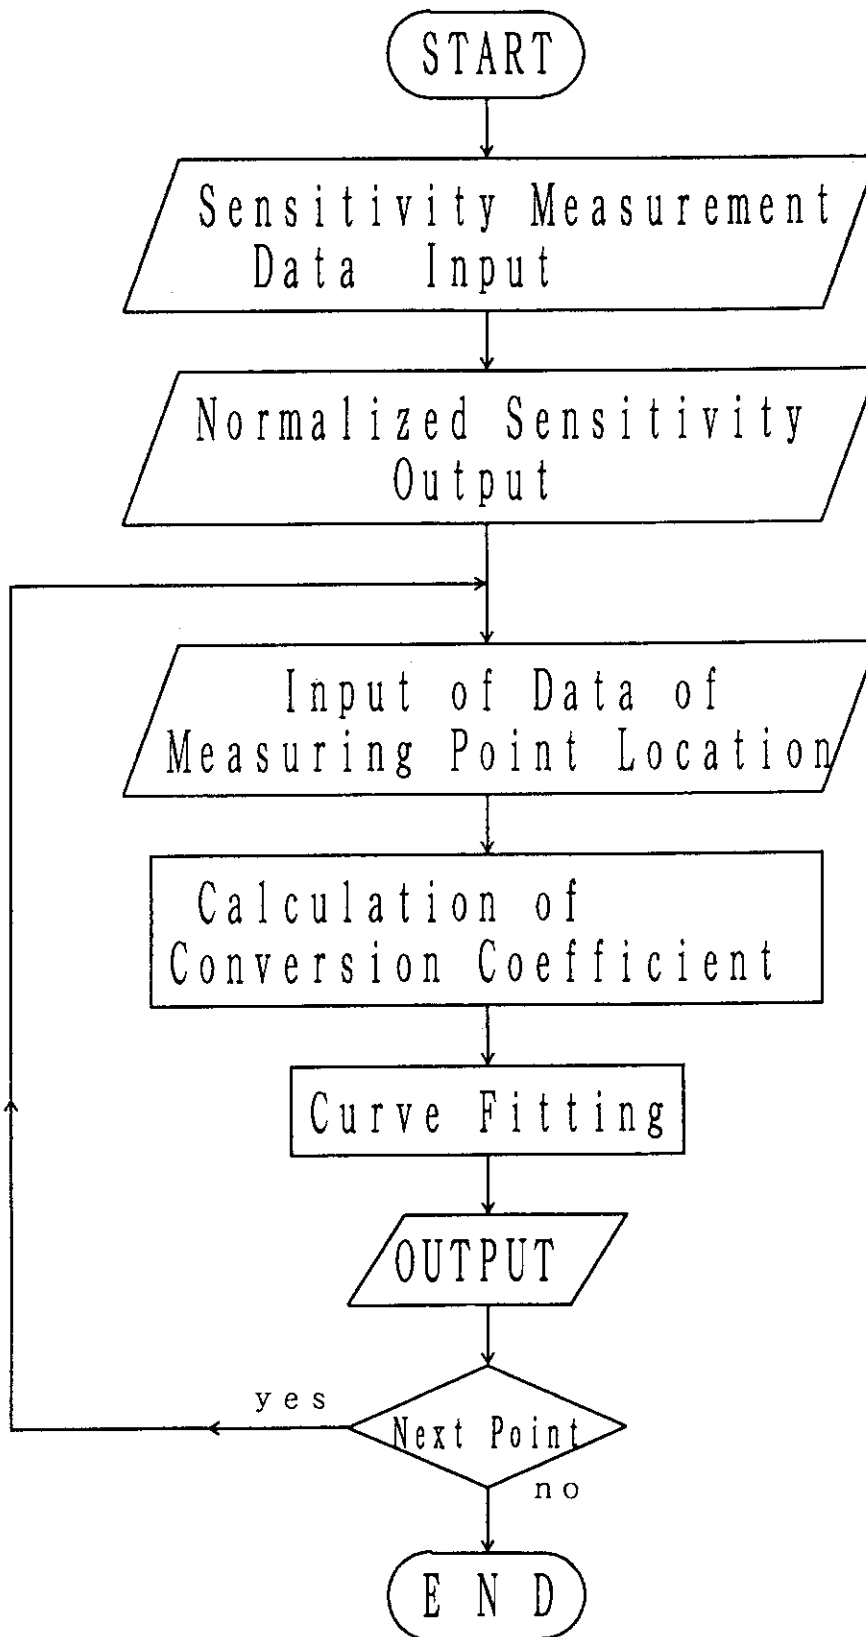 START
Sensitivity Measurement
Data Input
Normalized Sensitivity
Output
Input of Data of
Measuring Point Location
Calculation of
Conversion Coefficient
Curve Fitting
OUTPUT
yes
Next Point
no
END